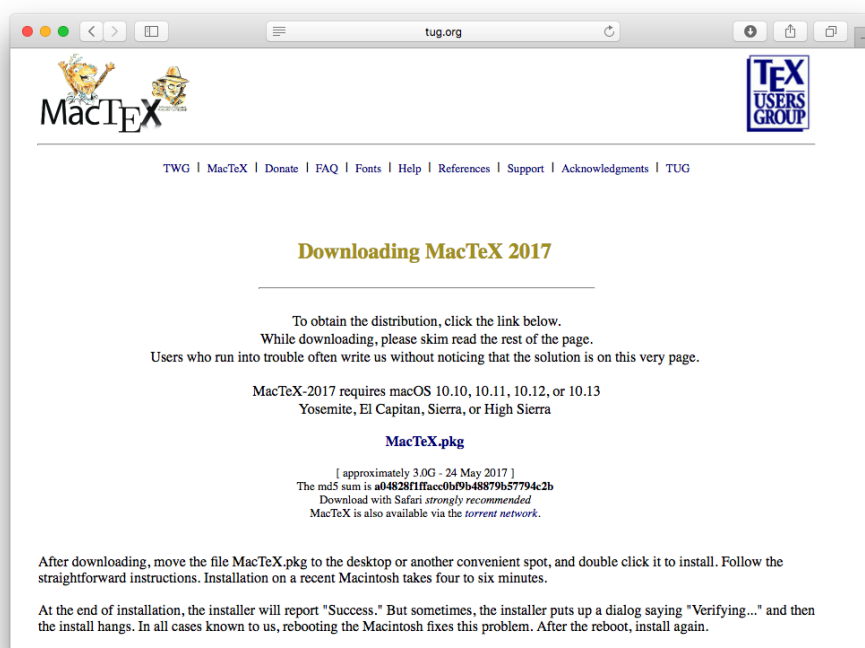 tug.org
MacTeX
TEX
USERS
GROUP
TWG | MacTeX | Donate | FAQ | Fonts | Help | References | Support | Acknowledgments | TUG
Downloading MacTeX 2017
To obtain the distribution, click the link below.
While downloading, please skim read the rest of the page.
Users who run into trouble often write us without noticing that the solution is on this very page.
MacTeX-2017 requires macOS 10.10, 10.11, 10.12, or 10.13
Yosemite, El Capitan, Sierra, or High Sierra
MacTeX.pkg
[ approximately 3.0G - 24 May 2017 ]
The md5 sum is a04828f1ffacc0bf9b48879b57794c2b
Download with Safari strongly recommended
MacTeX is also available via the torrent network.
After downloading, move the file MacTeX.pkg to the desktop or another convenient spot, and double click it to install. Follow the
straightforward instructions. Installation on a recent Macintosh takes four to six minutes.
At the end of installation, the installer will report "Success." But sometimes, the installer puts up a dialog saying "Verifying..." and then
the install hangs. In all cases known to us, rebooting the Macintosh fixes this problem. After the reboot, install again.